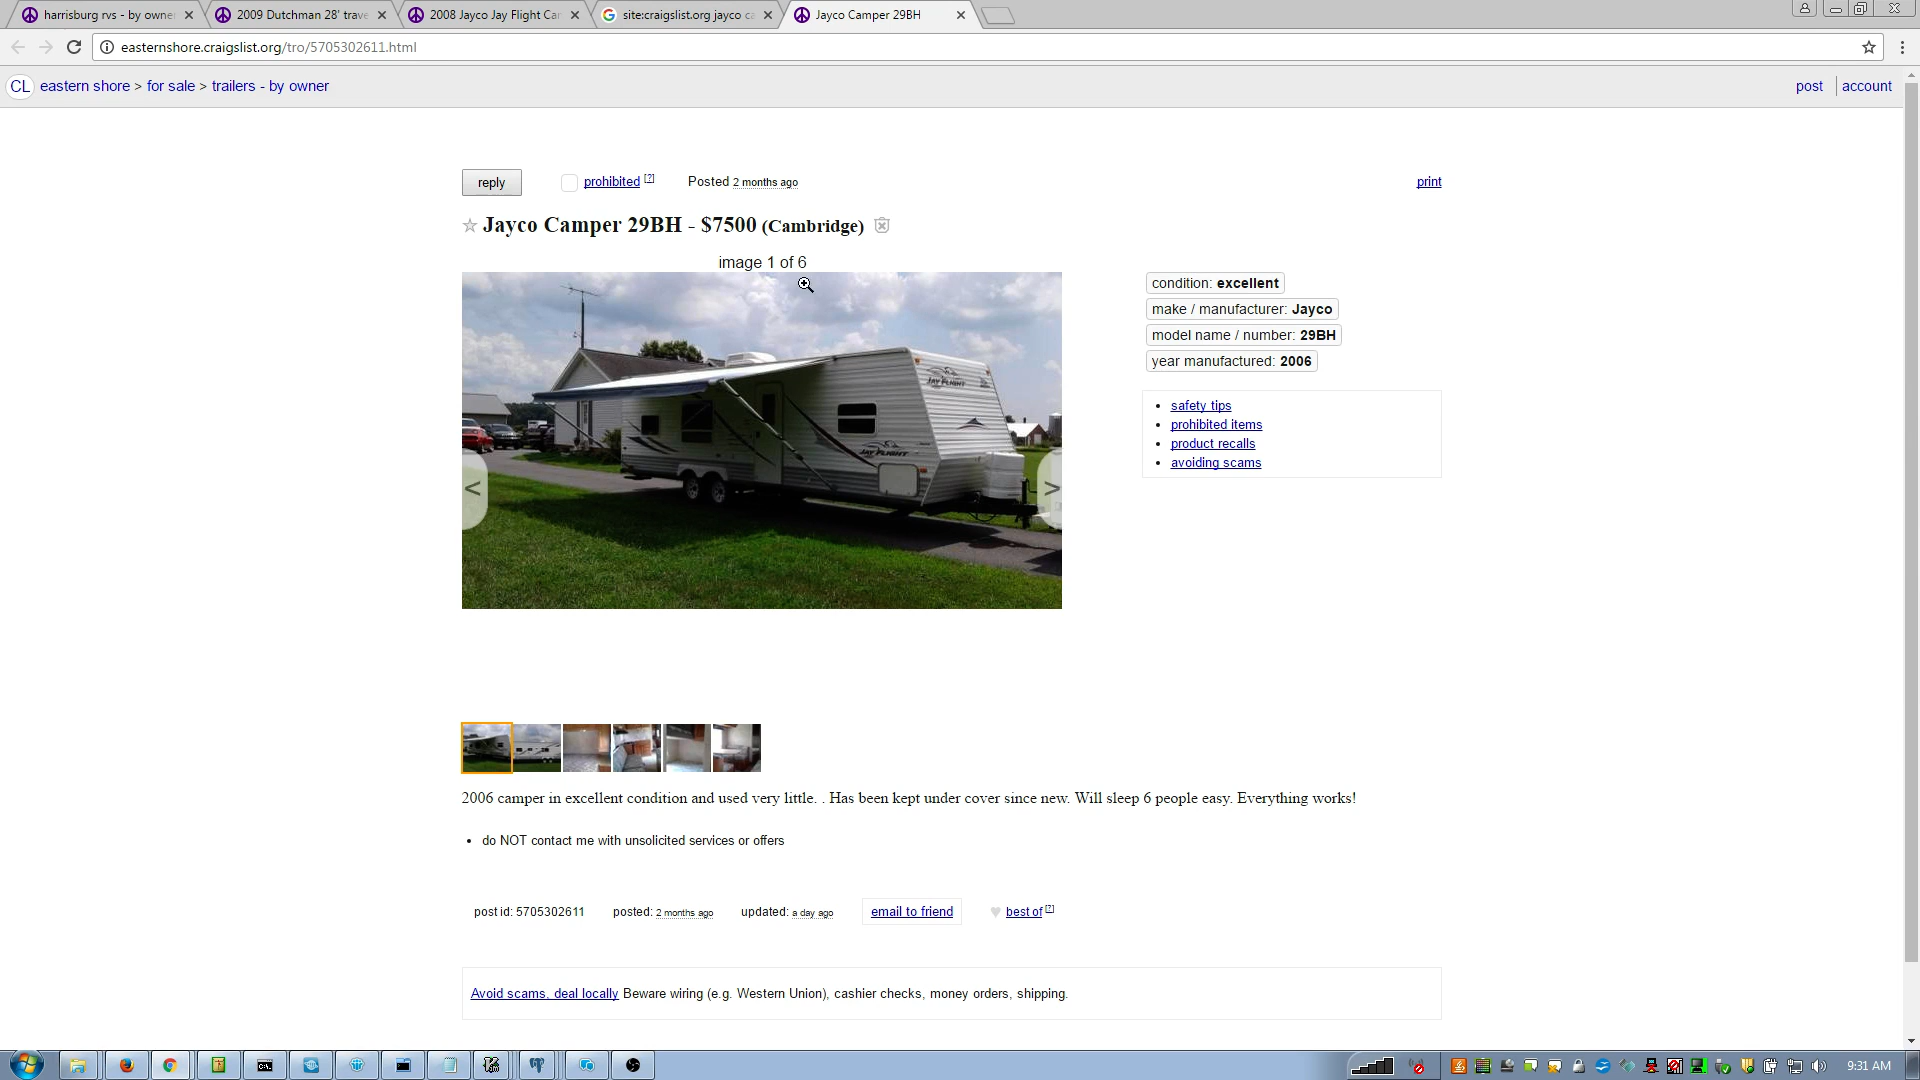 harrisburg rvs - by owner
2009 Dutchman 28' trave
2008 Jayco Jay Flight Car
site:craigslist.org jayco ca
Jayco Camper 29BH
easternshore.craigslist.org/tro/5705302611.html
CL eastern shore > for sale > trailers - by owner
post account
reply prohibited [?] Posted 2 months ago print
Jayco Camper 29BH - $7500 (Cambridge)
image 1 of 6
condition: excellent
make / manufacturer: Jayco
model name / number: 29BH
year manufactured: 2006
JAY FLIGHT
JAY FLIGHT
< >
safety tips
prohibited items
product recalls
avoiding scams
2006 camper in excellent condition and used very little. . Has been kept under cover since new. Will sleep 6 people easy. Everything works!
do NOT contact me with unsolicited services or offers
post id: 5705302611 posted: 2 months ago updated: a day ago email to friend best of [?]
Avoid scams, deal locally Beware wiring (e.g. Western Union), cashier checks, money orders, shipping.
9:31 AM